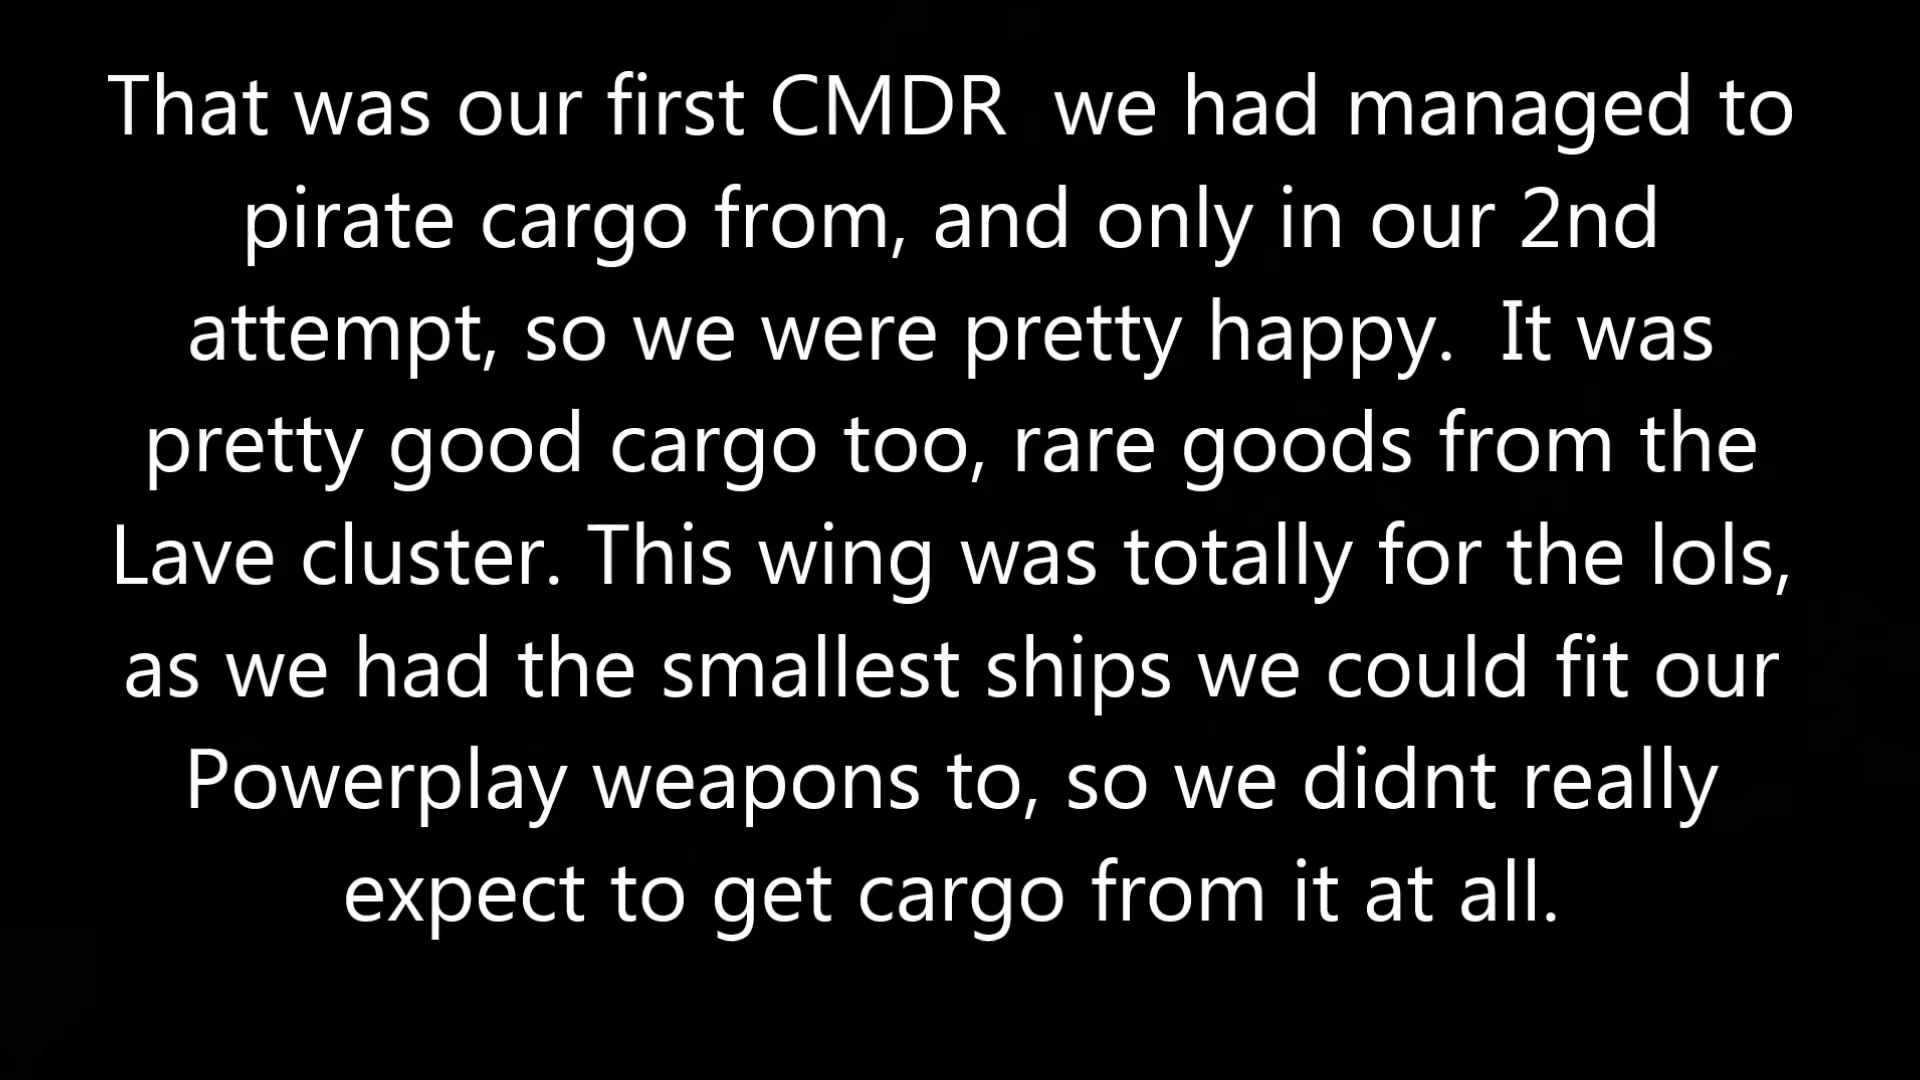 That was our first CMDR  we had managed to
pirate cargo from, and only in our 2nd
attempt, so we were pretty happy.  It was
pretty good cargo too, rare goods from the
Lave cluster. This wing was totally for the lols,
as we had the smallest ships we could fit our
Powerplay weapons to, so we didnt really
expect to get cargo from it at all.